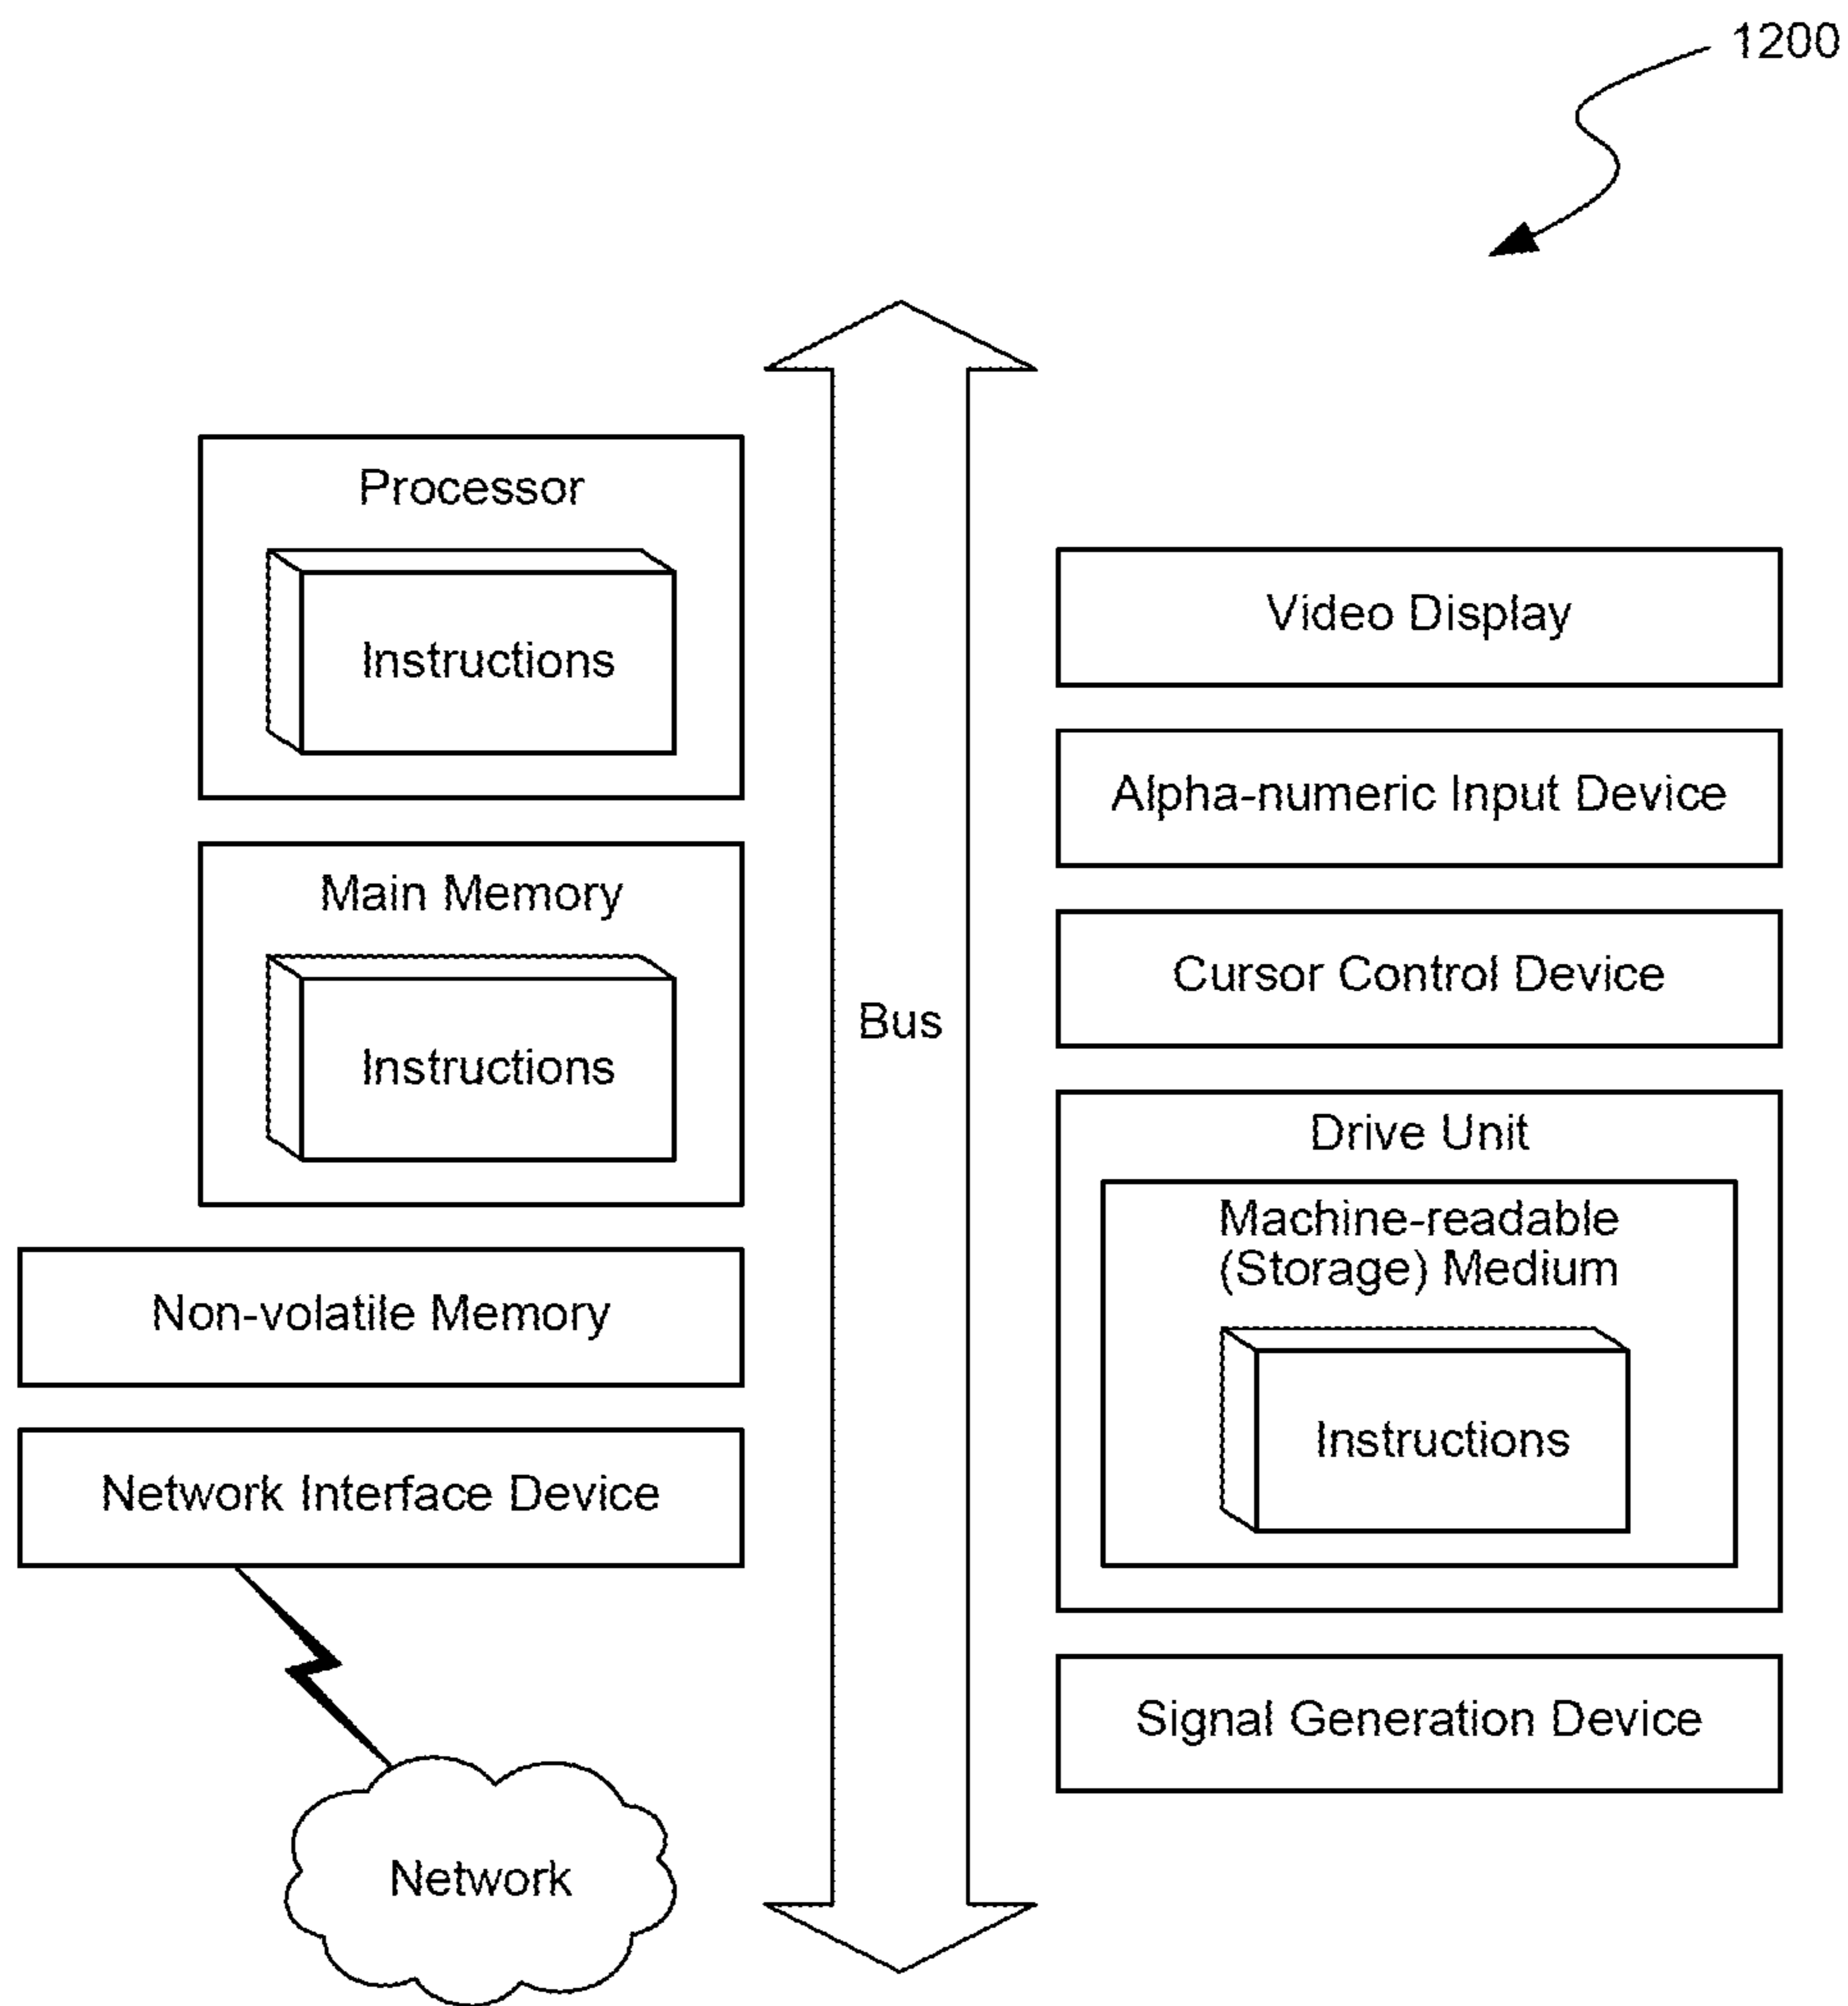 1200
Processor
Instructions
Main Memory
Instructions
Non-volatile Memory
Network Interface Device
Network
Bus
Video Display
Alpha-numeric Input Device
Cursor Control Device
Drive Unit
Machine-readable
(Storage) Medium
Instructions
Signal Generation Device